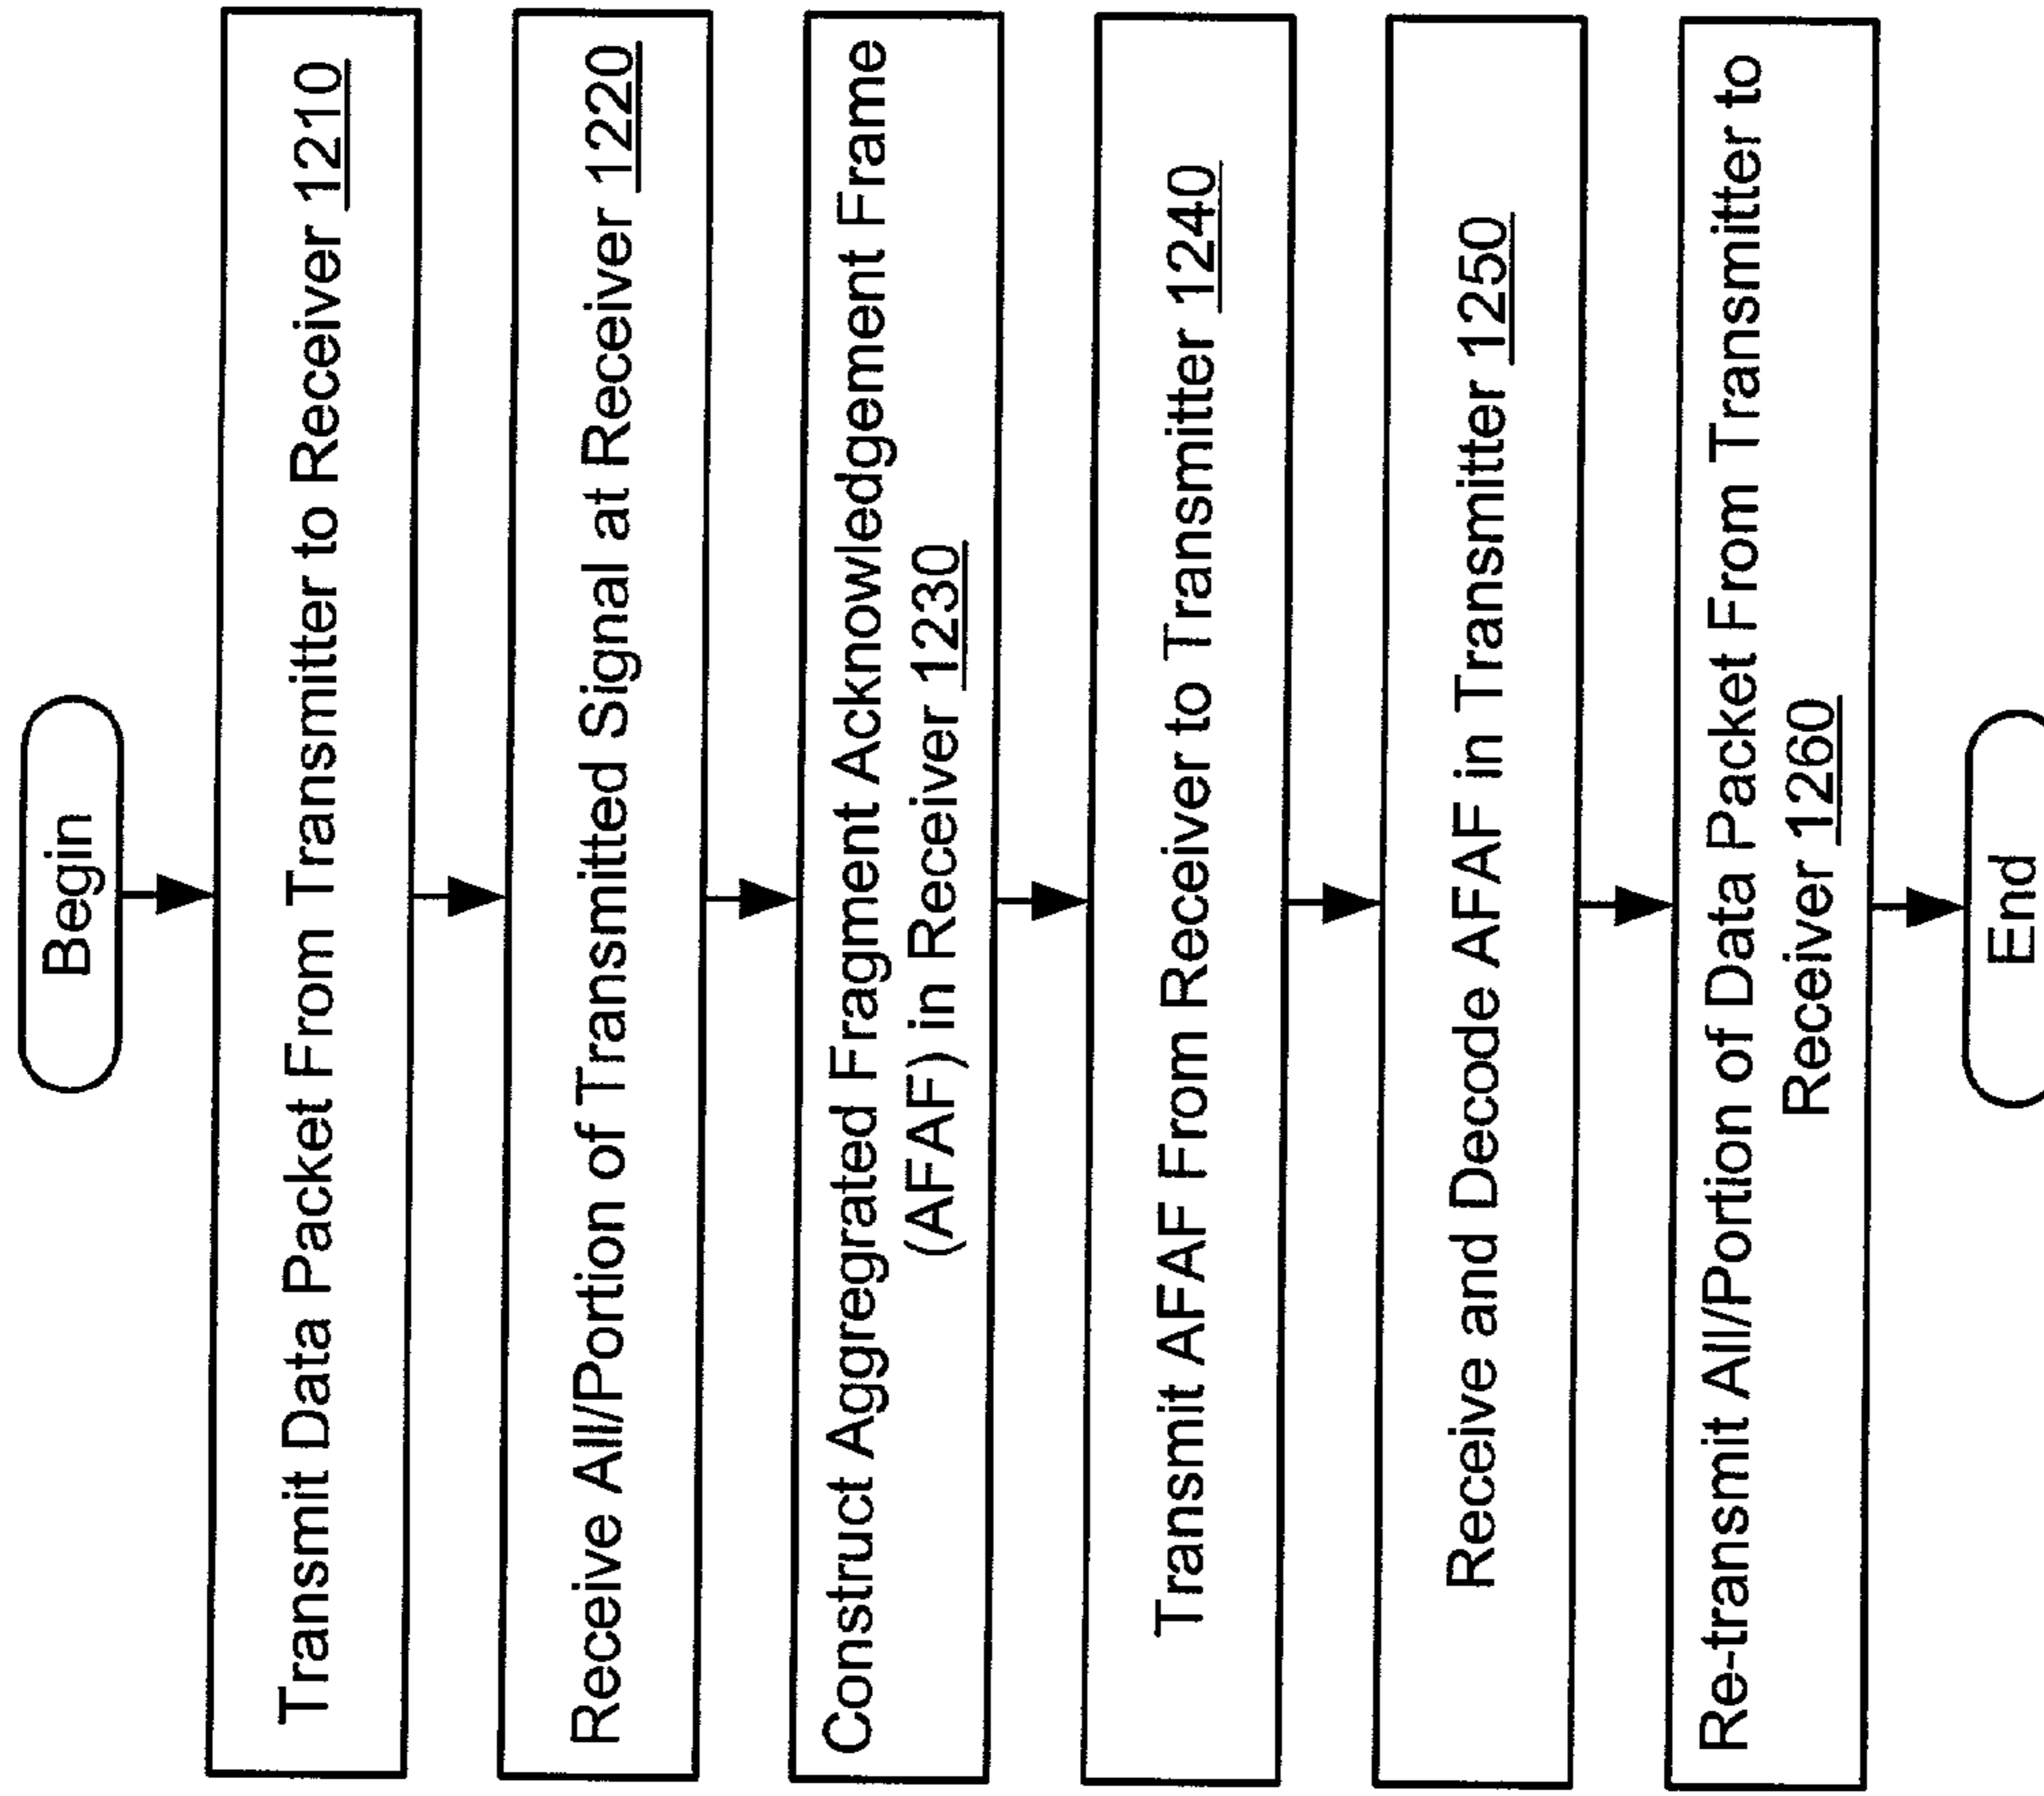 Begin
Transmit Data Packet From Transmitter to Receiver 1210
Receive All/Portion of Transmitted Signal at Receiver 1220
Construct Aggregrated Fragment Acknowledgement Frame
(AFAF) in Receiver 1230
Transmit AFAF From Receiver to Transmitter 1240
Receive and Decode AFAF in Transmitter 1250
Re-transmit All/Portion of Data Packet From Transmitter to
Receiver 1260
End